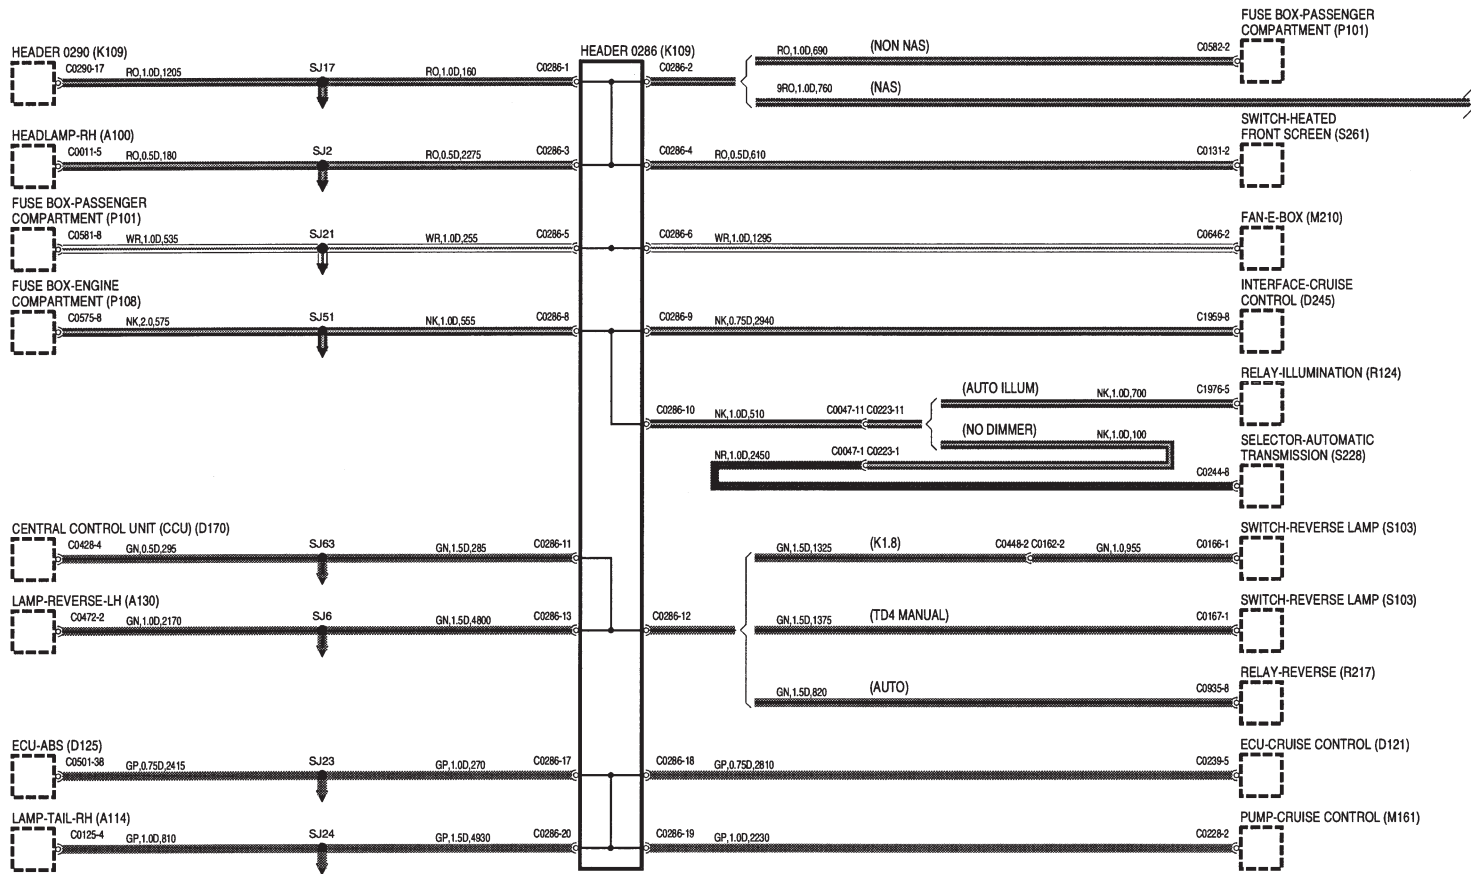 FUSE BOX-PASSENGER
COMPARTMENT (P101)
HEADER 0290 (K109)
HEADER 0286 (K109)
C0290-17
RO,1.0D,1205
SJ17
RO,1.0D,160
C0286-1
C0286-2
RO,1.0D,690
(NON NAS)
C0582-2
9RO,1.0D,760
(NAS)
SWITCH-HEATED
FRONT SCREEN (S261)
HEADLAMP-RH (A100)
C0011-5
RO,0.5D,180
SJ2
RO,0.5D,2275
C0286-3
C0286-4
RO,0.5D,610
C0131-2
FUSE BOX-PASSENGER
COMPARTMENT (P101)
FAN-E-BOX (M210)
C0581-8
WR,1.0D,535
SJ21
WR,1.0D,255
C0286-5
C0286-6
WR,1.0D,1295
C0646-2
FUSE BOX-ENGINE
COMPARTMENT (P108)
INTERFACE-CRUISE
CONTROL (D245)
C0575-8
NK,2.0,575
SJ51
NK,1.0D,555
C0286-8
C0286-9
NK,0.75D,2940
C1959-8
RELAY-ILLUMINATION (R124)
(AUTO ILLUM)
NK,1.0D,700
C1976-5
C0286-10
NK,1.0D,510
C0047-11 C0223-11
(NO DIMMER)
NK,1.0D,100
SELECTOR-AUTOMATIC
TRANSMISSION (S228)
NR,1.0D,2450
C0047-1 C0223-1
C0244-8
CENTRAL CONTROL UNIT (CCU) (D170)
SWITCH-REVERSE LAMP (S103)
C0428-4
GN,0.5D,295
SJ63
GN,1.5D,285
C0286-11
GN,1.5D,1325
(K1.8)
C0448-2 C0162-2
GN,1.0,955
C0166-1
LAMP-REVERSE-LH (A130)
SWITCH-REVERSE LAMP (S103)
C0472-2
GN,1.0D,2170
SJ6
GN,1.5D,4800
C0286-13
C0286-12
GN,1.5D,1375
(TD4 MANUAL)
C0167-1
RELAY-REVERSE (R217)
GN,1.5D,820
(AUTO)
C0935-8
ECU-ABS (D125)
ECU-CRUISE CONTROL (D121)
C0501-38
GP,0.75D,2415
SJ23
GP,1.0D,270
C0286-17
C0286-18
GP,0.75D,2810
C0239-5
LAMP-TAIL-RH (A114)
PUMP-CRUISE CONTROL (M161)
C0125-4
GP,1.0D,810
SJ24
GP,1.5D,4930
C0286-20
C0286-19
GP,1.0D,2230
C0228-2